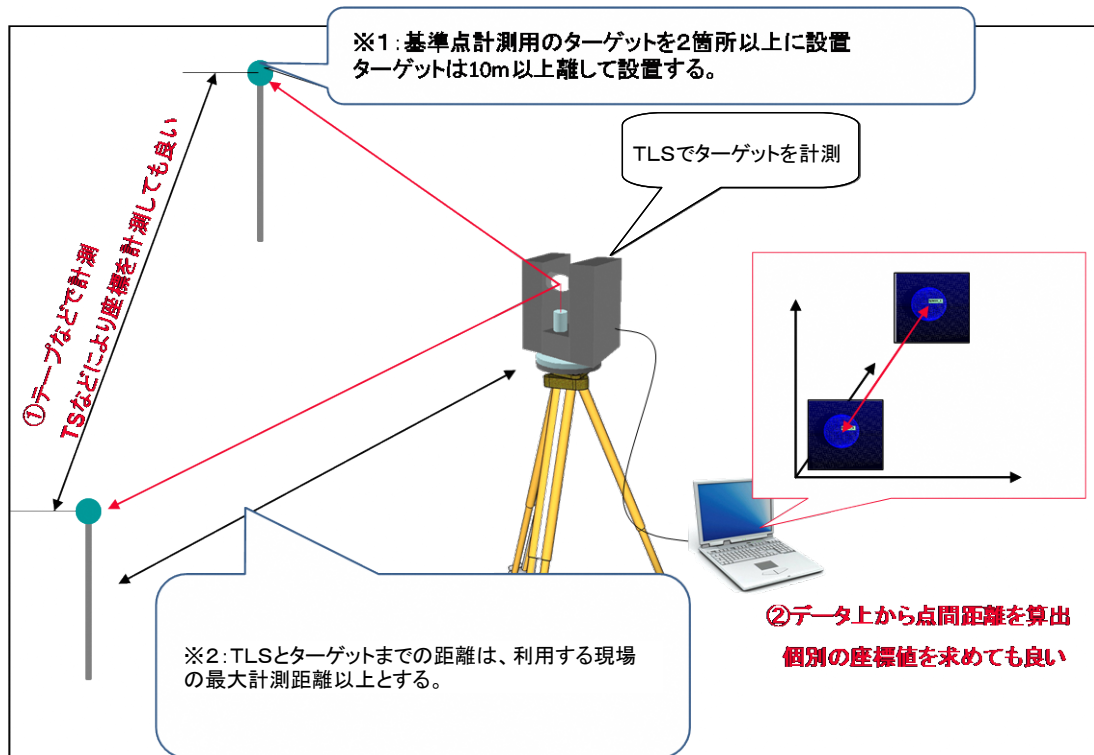 ※1:基準点計測用のターゲットを2箇所以上に設置
ターゲットは10m以上離して設置する。
TLSでターゲットを計測
①テープなどで計測
TSなどにより座標を計測しても良い
※2:TLSとターゲットまでの距離は、利用する現場
の最大計測距離以上とする。
②データ上から点間距離を算出
個別の座標値を求めても良い